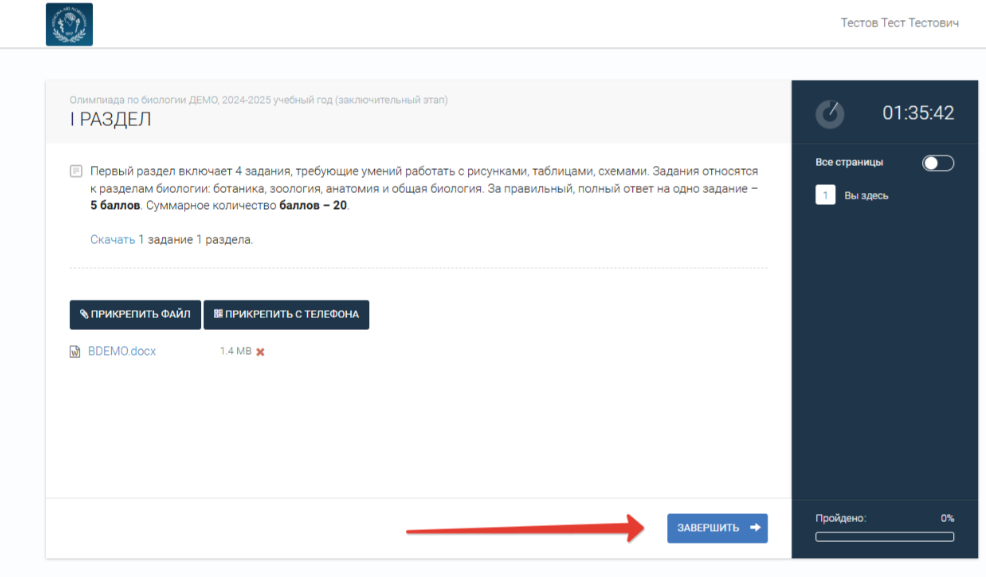 Тестов Тест Тестович
Олимпиада по биологии ДЕМО, 2024-2025 учебный год (заключительный этап)
I РАЗДЕЛ
Первый раздел включает 4 задания, требующие умений работать с рисунками, таблицами, схемами. Задания относятся
к разделам биологии: ботаника, зоология, анатомия и общая биология. За правильный, полный ответ на одно задание –
5 баллов. Суммарное количество баллов – 20.
Скачать 1 задание 1 раздела.
ПРИКРЕПИТЬ ФАЙЛ
ПРИКРЕПИТЬ С ТЕЛЕФОНА
BDEMO.docx 1.4 MB
ЗАВЕРШИТЬ
01:35:42
Все страницы
1 Вы здесь
Пройдено: 0%